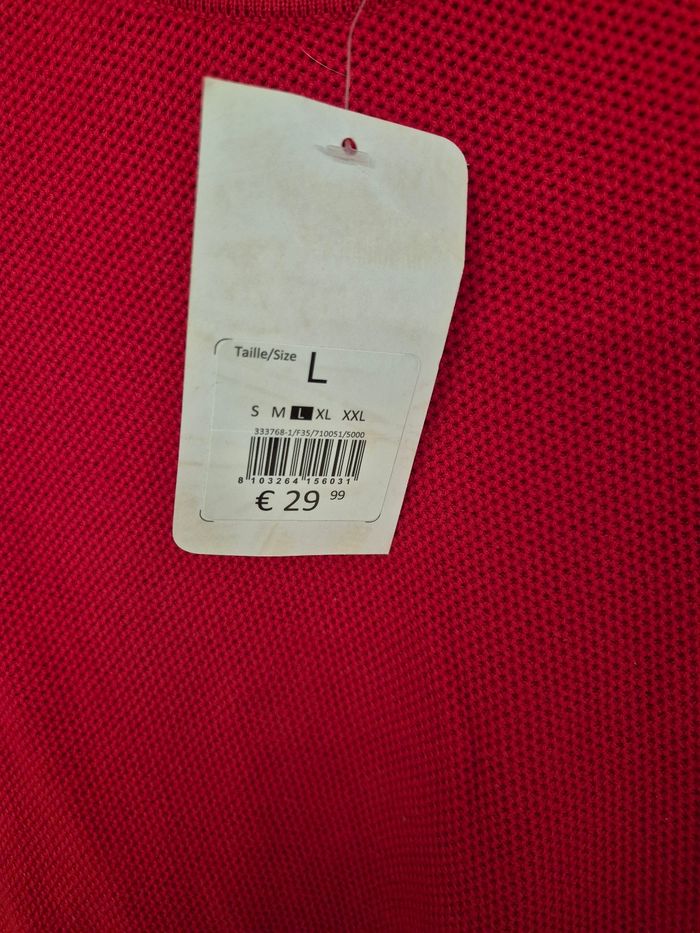 Taille/Size L
S M L XL XXL
333768-1/F35/710051/5000
8 103264 156031
€ 29 99